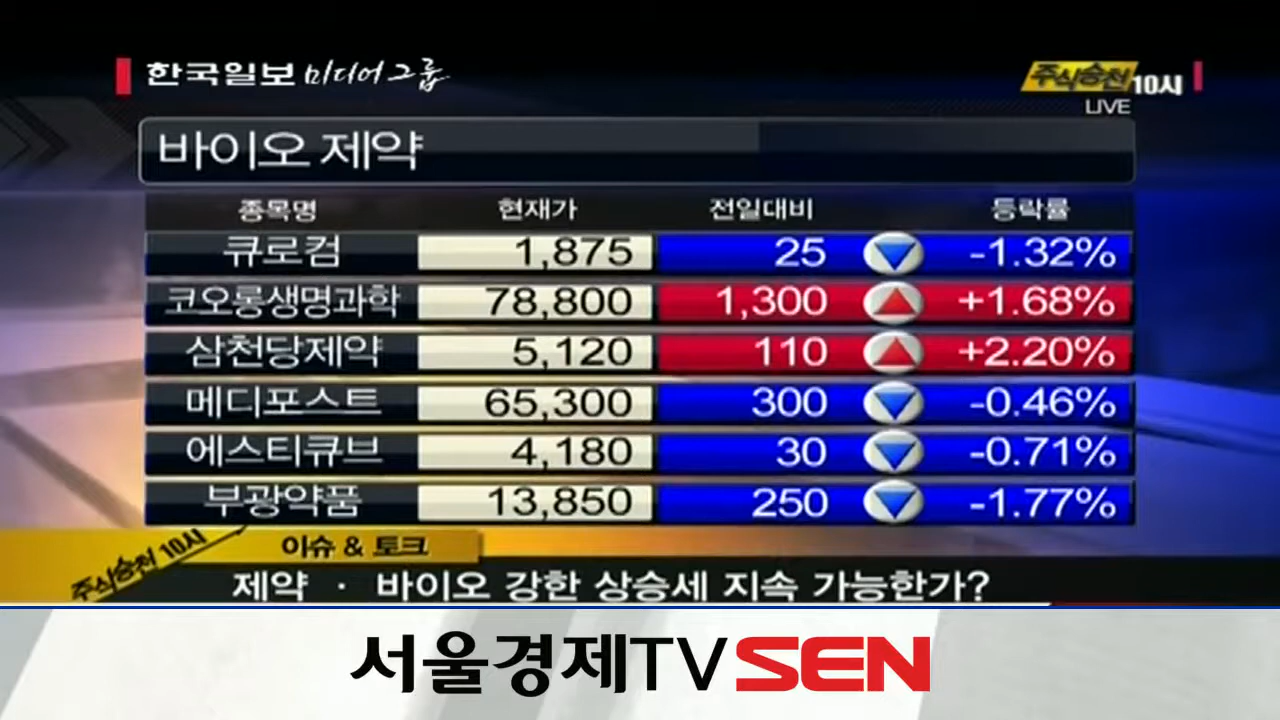 한국일보 미디어그룹
주식승전 10시
LIVE
바이오 제약
종목명 현재가 전일대비 등락률
큐로컴 1,875 25 ▼ -1.32%
코오롱생명과학 78,800 1,300 ▲ +1.68%
삼천당제약 5,120 110 ▲ +2.20%
메디포스트 65,300 300 ▼ -0.46%
에스티큐브 4,180 30 ▼ -0.71%
부광약품 13,850 250 ▼ -1.77%
주식승전 10시
이슈 & 토크
제약 · 바이오 강한 상승세 지속 가능한가?
서울경제TV SEN